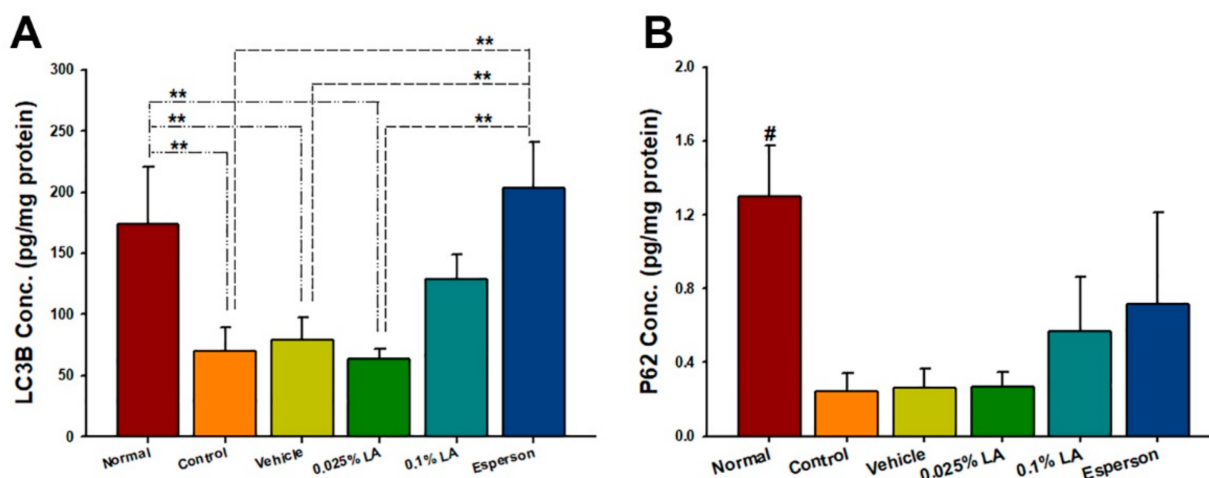 A
LC3B Conc. (pg/mg protein)
300
250
200
150
100
50
0
**
**
**
**
**
**
Normal
Control
Vehicle
0.025% LA
0.1% LA
Esperson
B
P62 Conc. (pg/mg protein)
2.0
1.6
1.2
0.8
0.4
0.0
#
Normal
Control
Vehicle
0.025% LA
0.1% LA
Esperson